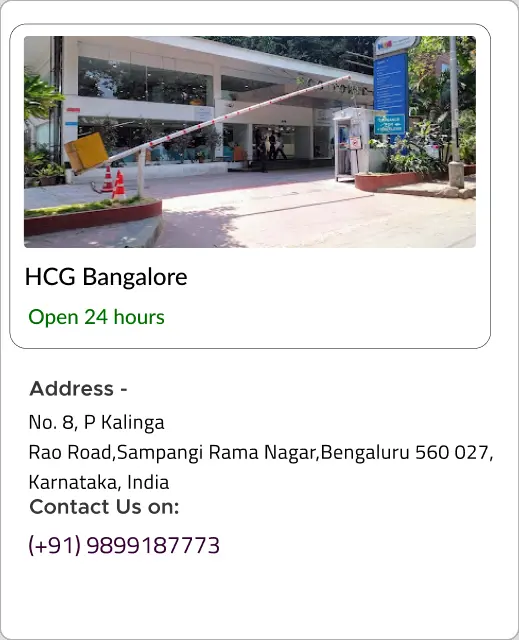 HCG Bangalore
Open 24 hours
Address -
No. 8, P Kalinga
Rao Road,Sampangi Rama Nagar,Bengaluru 560 027,
Karnataka, India
Contact Us on:
(+91) 9899187773